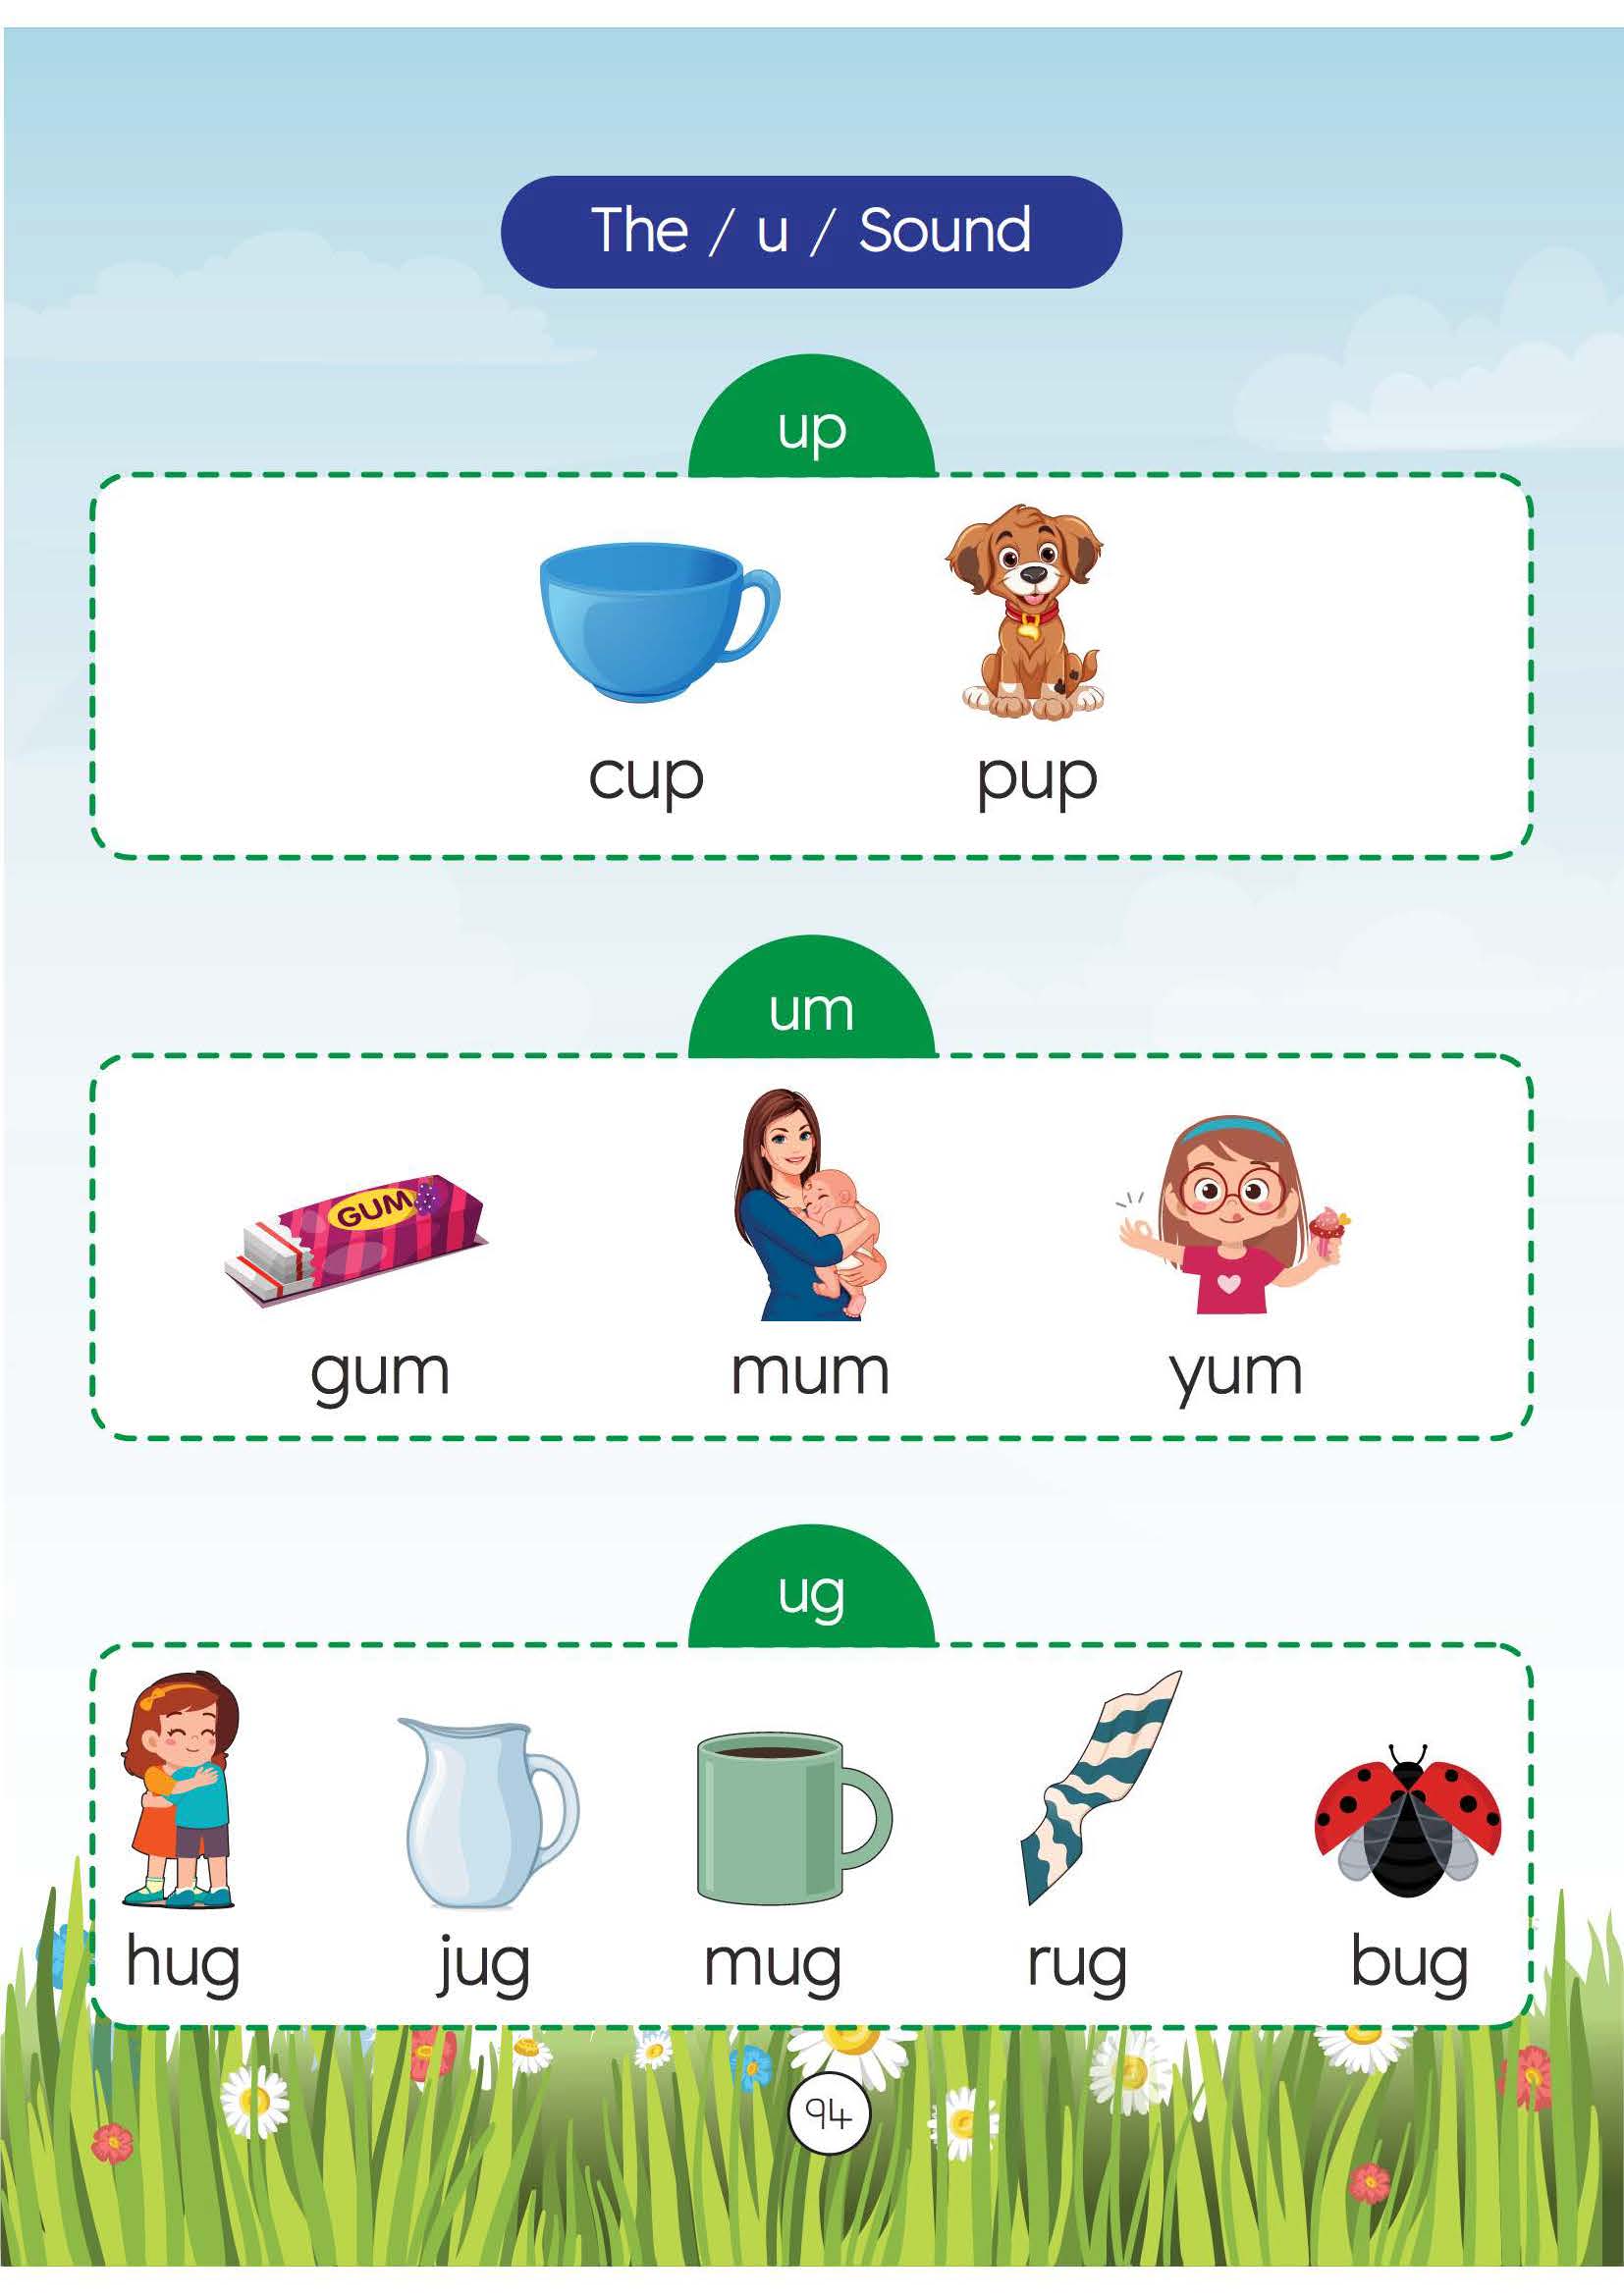 The / u / Sound
up
cup pup
um
GUM
gum mum yum
ug
hug jug mug rug bug
94